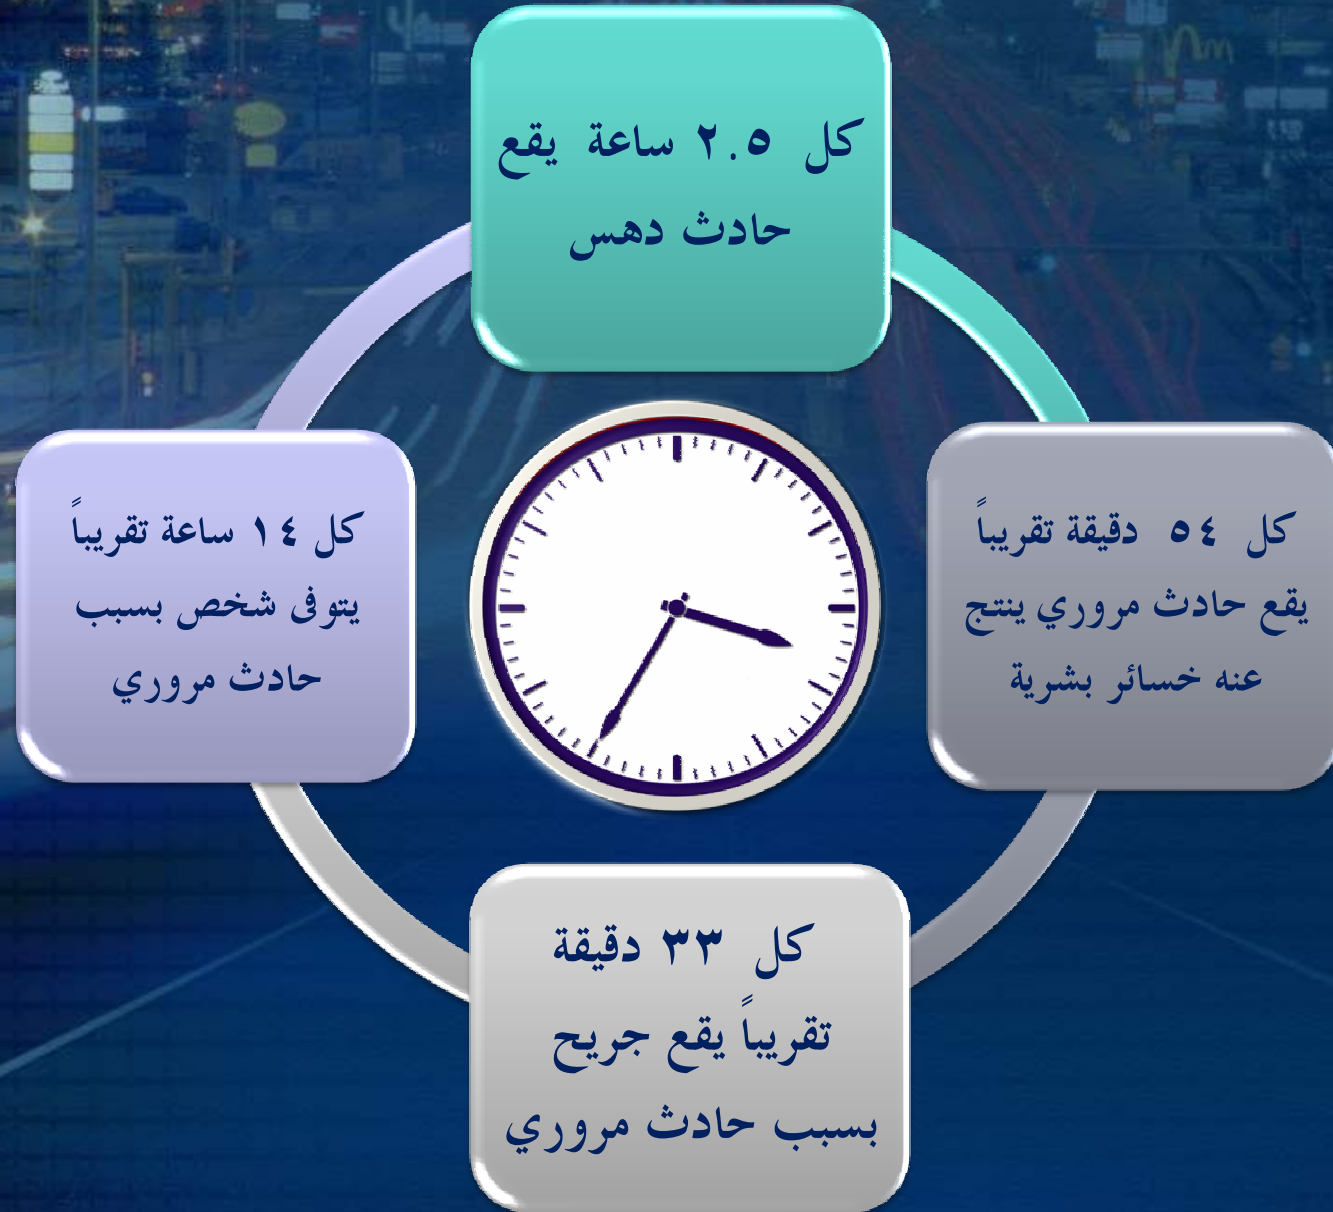 كل ٢.٥ ساعة يقع
حادث دهس
كل ٥٤ دقيقة تقريباً
يقع حادث مروري ينتج
عنه خسائر بشرية
كل ٣٣ دقيقة
تقريباً يقع جريح
بسبب حادث مروري
كل ١٤ ساعة تقريباً
يتوفى شخص بسبب
حادث مروري